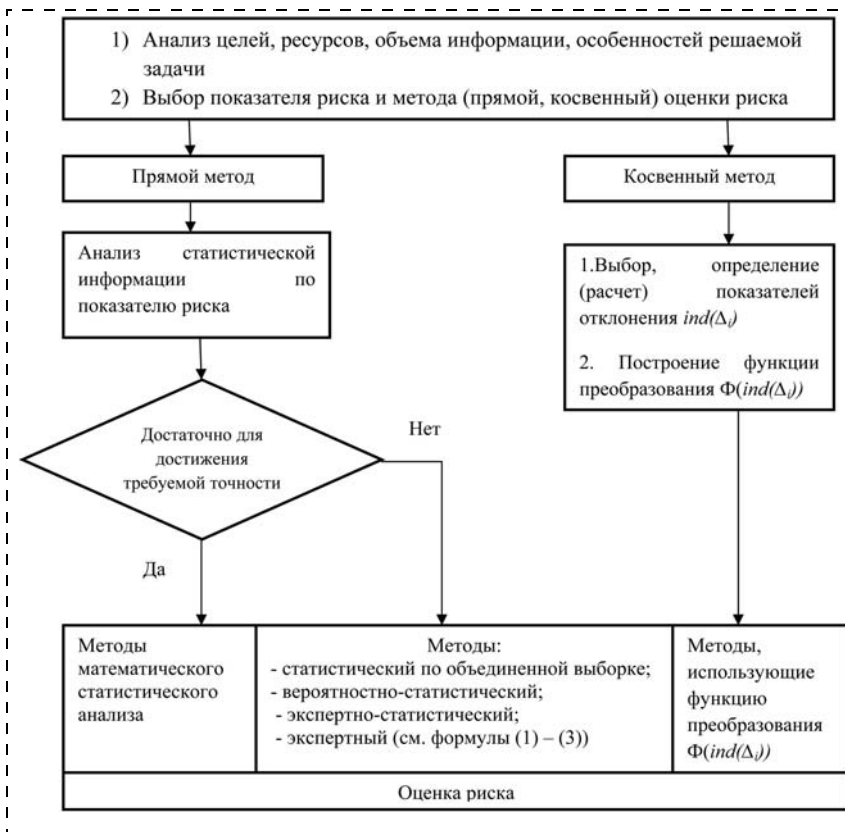 1) Анализ целей, ресурсов, объема информации, особенностей решаемой
задачи
2) Выбор показателя риска и метода (прямой, косвенный) оценки риска
Прямой метод
Косвенный метод
Анализ статистической
информации по
показателю риска
1.Выбор, определение
(расчет) показателей
отклонения ind(Δᵢ)
2. Построение функции
преобразования Φ(ind(Δᵢ))
Достаточно для
достижения
требуемой точности
Нет
Да
Методы
математического
статистического
анализа
Методы:
- статистический по объединенной выборке;
- вероятностно-статистический;
- экспертно-статистический;
- экспертный (см. формулы (1) – (3))
Методы,
использующие
функцию
преобразования
Φ(ind(Δᵢ))
Оценка риска